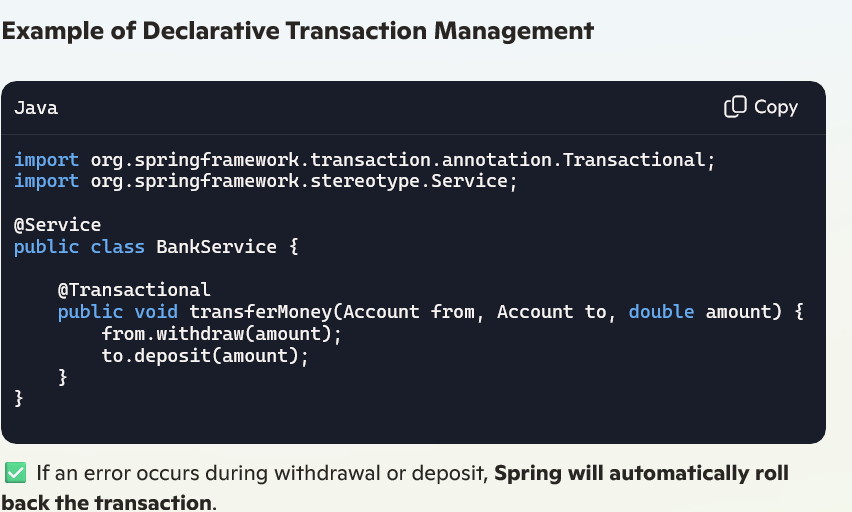 Example of Declarative Transaction Management
Java
Copy
import org.springframework.transaction.annotation.Transactional;
import org.springframework.stereotype.Service;
@Service
public class BankService {
@Transactional
public void transferMoney(Account from, Account to, double amount) {
from.withdraw(amount);
to.deposit(amount);
}
}
✅ If an error occurs during withdrawal or deposit, Spring will automatically roll
back the transaction.